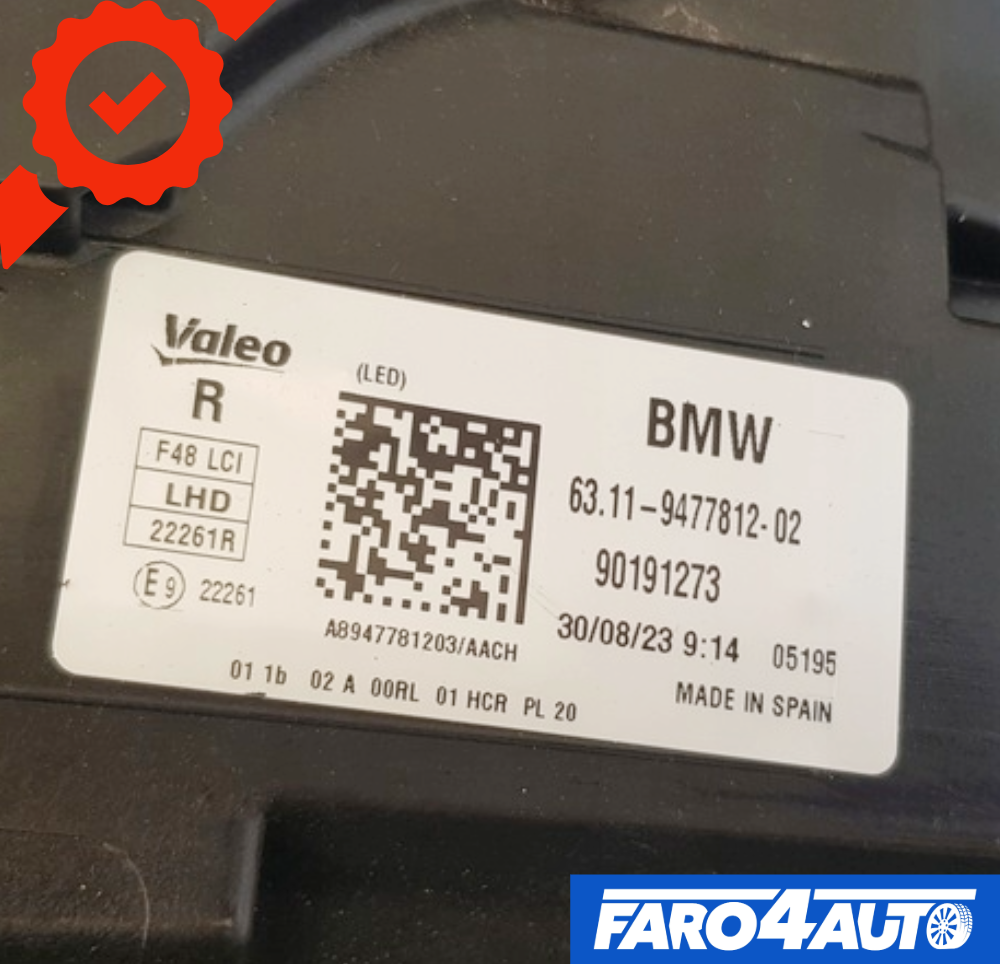 Valeo
R
F48 LCI
LHD
22261R
E9 22261
(LED)
A8947781203/AACH
01 1b 02 A 00RL 01 HCR PL 20
BMW
63.11-9477812-02
90191273
30/08/23 9:14 05195
MADE IN SPAIN
FARO4AUTO